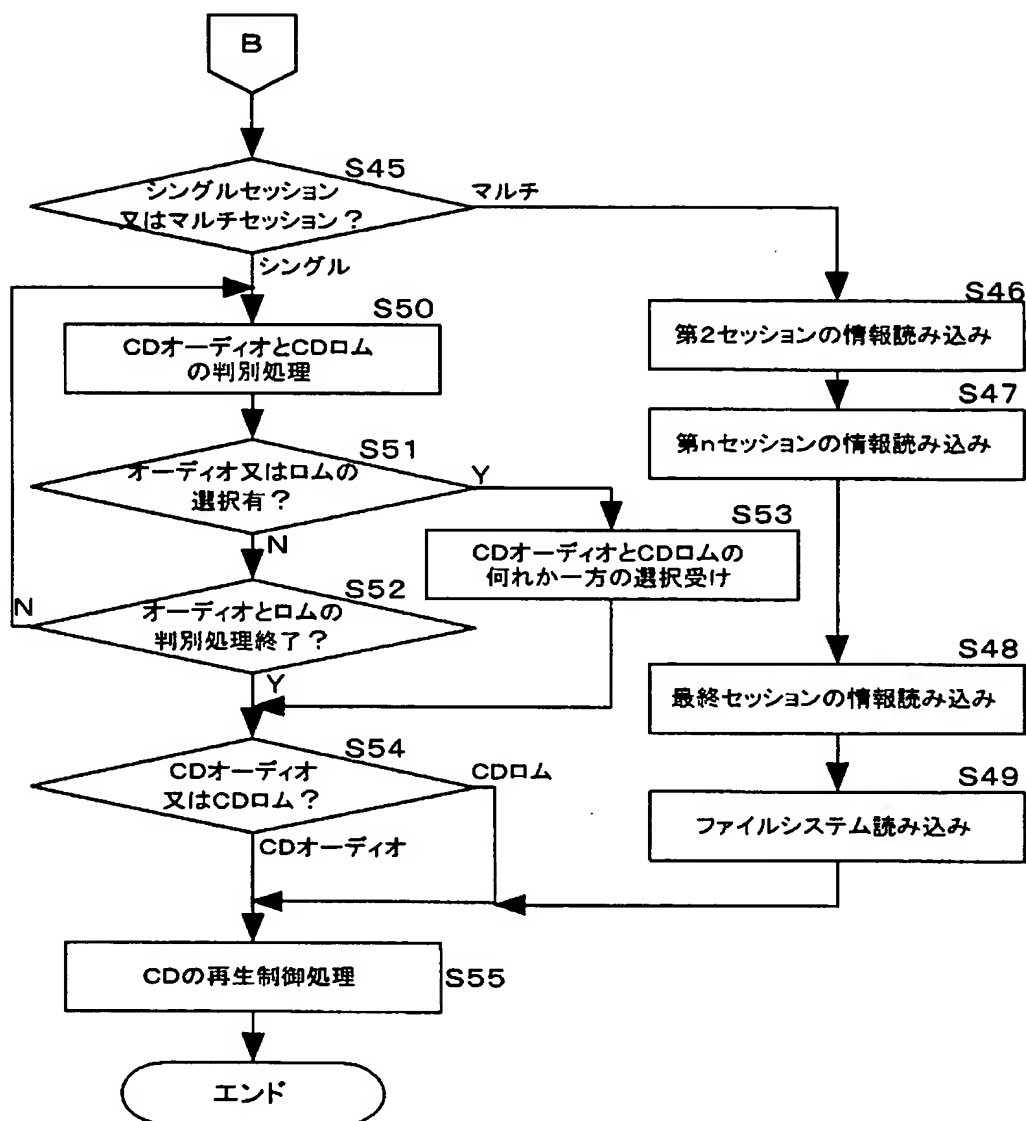 B
S45
シングルセッション
又はマルチセッション？
マルチ
シングル
S50
CDオーディオとCDロム
の判別処理
S51
オーディオ又はロムの
選択有？
Y
N
S53
CDオーディオとCDロムの
何れか一方の選択受け
S52
オーディオとロムの
判別処理終了？
N
Y
S54
CDオーディオ
又はCDロム？
CDロム
CDオーディオ
S46
第2セッションの情報読み込み
S47
第nセッションの情報読み込み
S48
最終セッションの情報読み込み
S49
ファイルシステム読み込み
CDの再生制御処理
S55
エンド